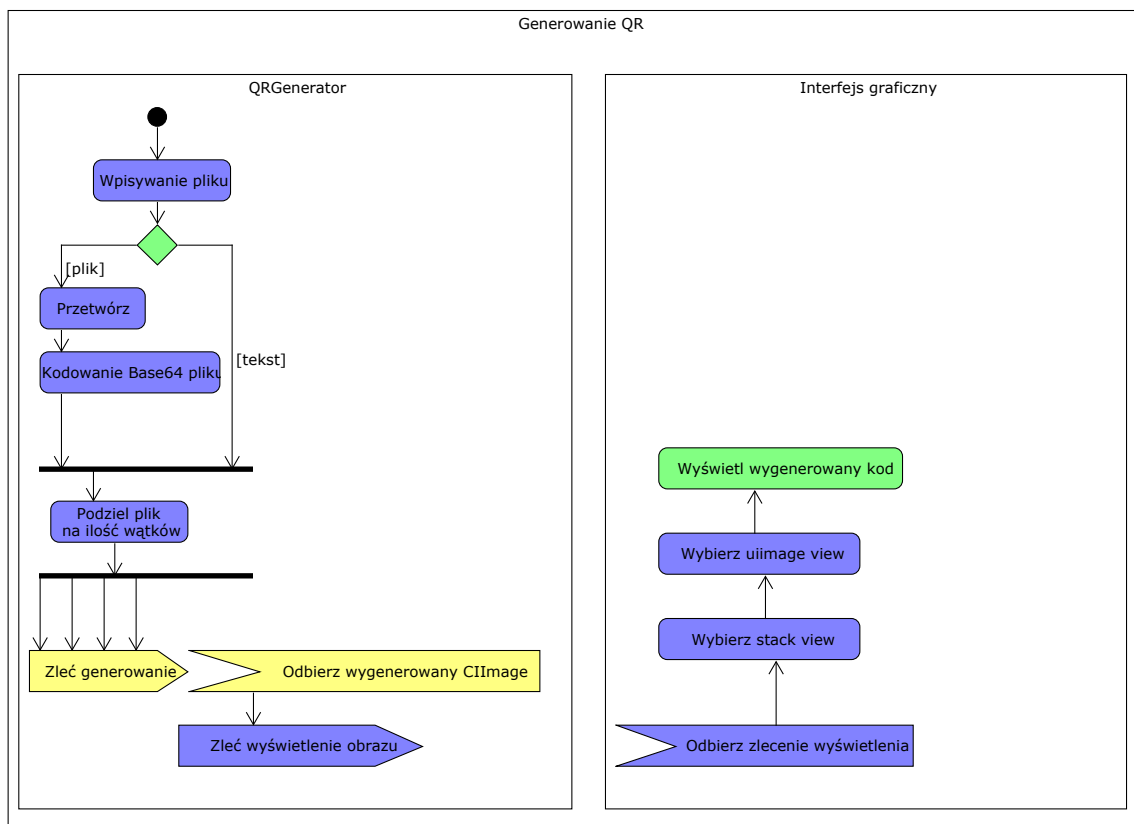 Generowanie QR
QRGenerator
Wpisywanie pliku
[plik]
Przetwórz
[tekst]
Kodowanie Base64 pliku
Podziel plik
na ilość wątków
Zleć generowanie
Odbierz wygenerowany CIImage
Zleć wyświetlenie obrazu
Interfejs graficzny
Wyświetl wygenerowany kod
Wybierz uiimage view
Wybierz stack view
Odbierz zlecenie wyświetlenia